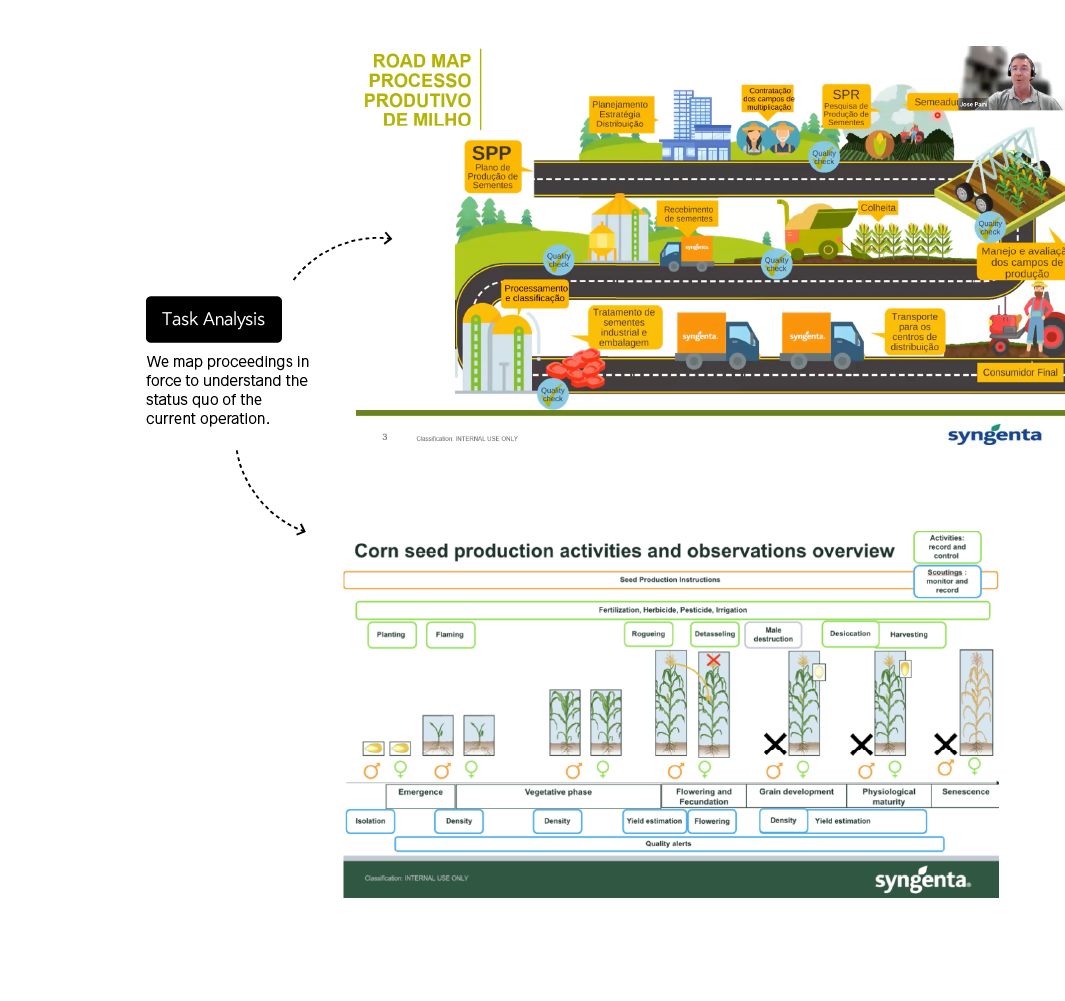 ROAD MAP
PROCESSO
PRODUTIVO
DE MILHO
SPP
Plano de
Produção de
Sementes
Planejamento
Estratégia
Distribuição
Contratação
dos campos de
multiplicação
SPR
Pesquisa de
Produção de
Sementes
Quality
check
Jose Parri
Quality
check
Manejo e avaliaçã
dos campos de
produção
Colheita
Quality
check
Recebimento
de sementes
syngenta.
Quality
check
Processamento
e classificação
Tratamento de
sementes
industrial e
embalagem
Quality
check
syngenta.
syngenta.
Transporte
para os
centros de
distribuição
Consumidor Final
3
Classification: INTERNAL USE ONLY
syngenta
Task Analysis
We map proceedings in
force to understand the
status quo of the
current operation.
Corn seed production activities and observations overview
Activities:
record and
control
Seed Production Instructions
Scoutings :
monitor and
record
Fertilization, Herbicide, Pesticide, Irrigation
Planting
Flaming
Rogueing
Detasseling
Male
destruction
Desiccation
Harvesting
Emergence
Vegetative phase
Flowering and
Fecundation
Grain development
Physiological
maturity
Senescence
Isolation
Density
Density
Yield estimation
Flowering
Density
Yield estimation
Quality alerts
Classification: INTERNAL USE ONLY
syngenta.